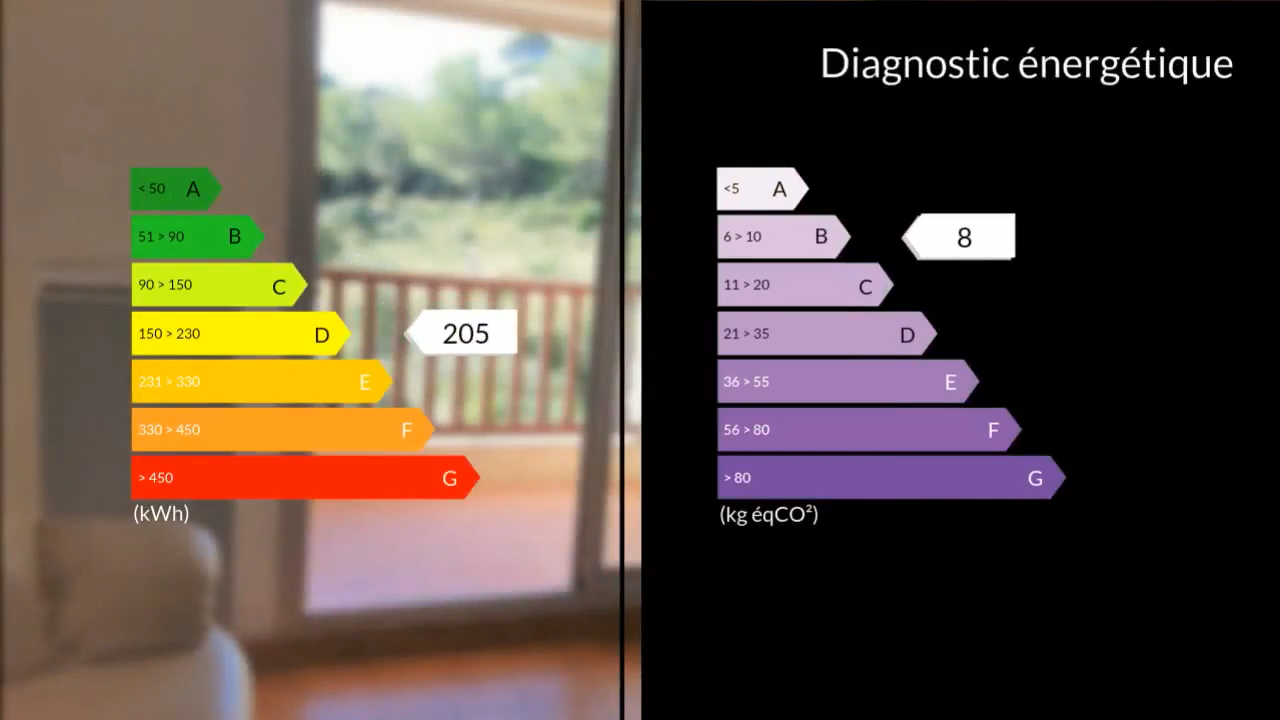 Diagnostic énergétique
< 50 A
51 > 90 B
90 > 150 C
150 > 230 D
205
231 > 330 E
330 > 450 F
> 450 G
(kWh)
<5 A
6 > 10 B
8
11 > 20 C
21 > 35 D
36 > 55 E
56 > 80 F
> 80 G
(kg éqCO²)